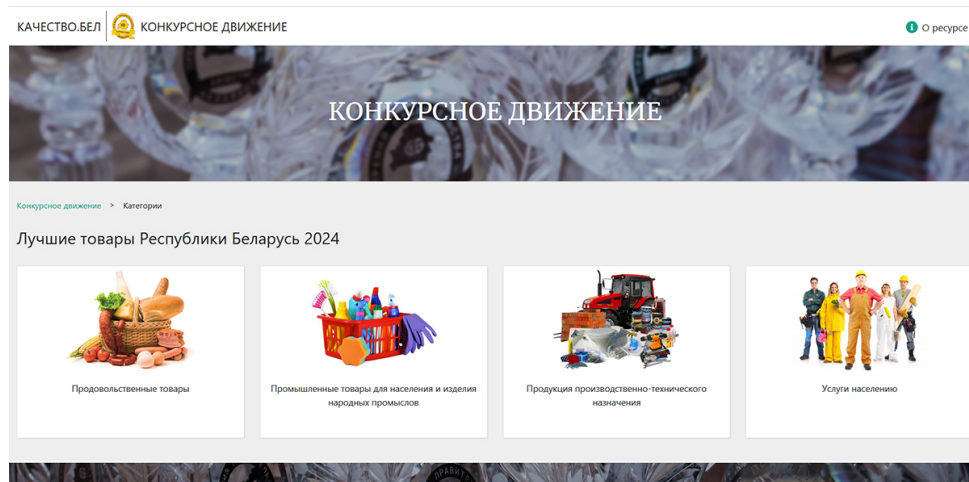 КАЧЕСТВО.БЕЛ
КОНКУРСНОЕ ДВИЖЕНИЕ
О ресурсе
КОНКУРСНОЕ ДВИЖЕНИЕ
Конкурсное движение > Категории
Лучшие товары Республики Беларусь 2024
Продовольственные товары
Промышленные товары для населения и изделия
народных промыслов
Продукция производственно-технического
назначения
Услуги населению